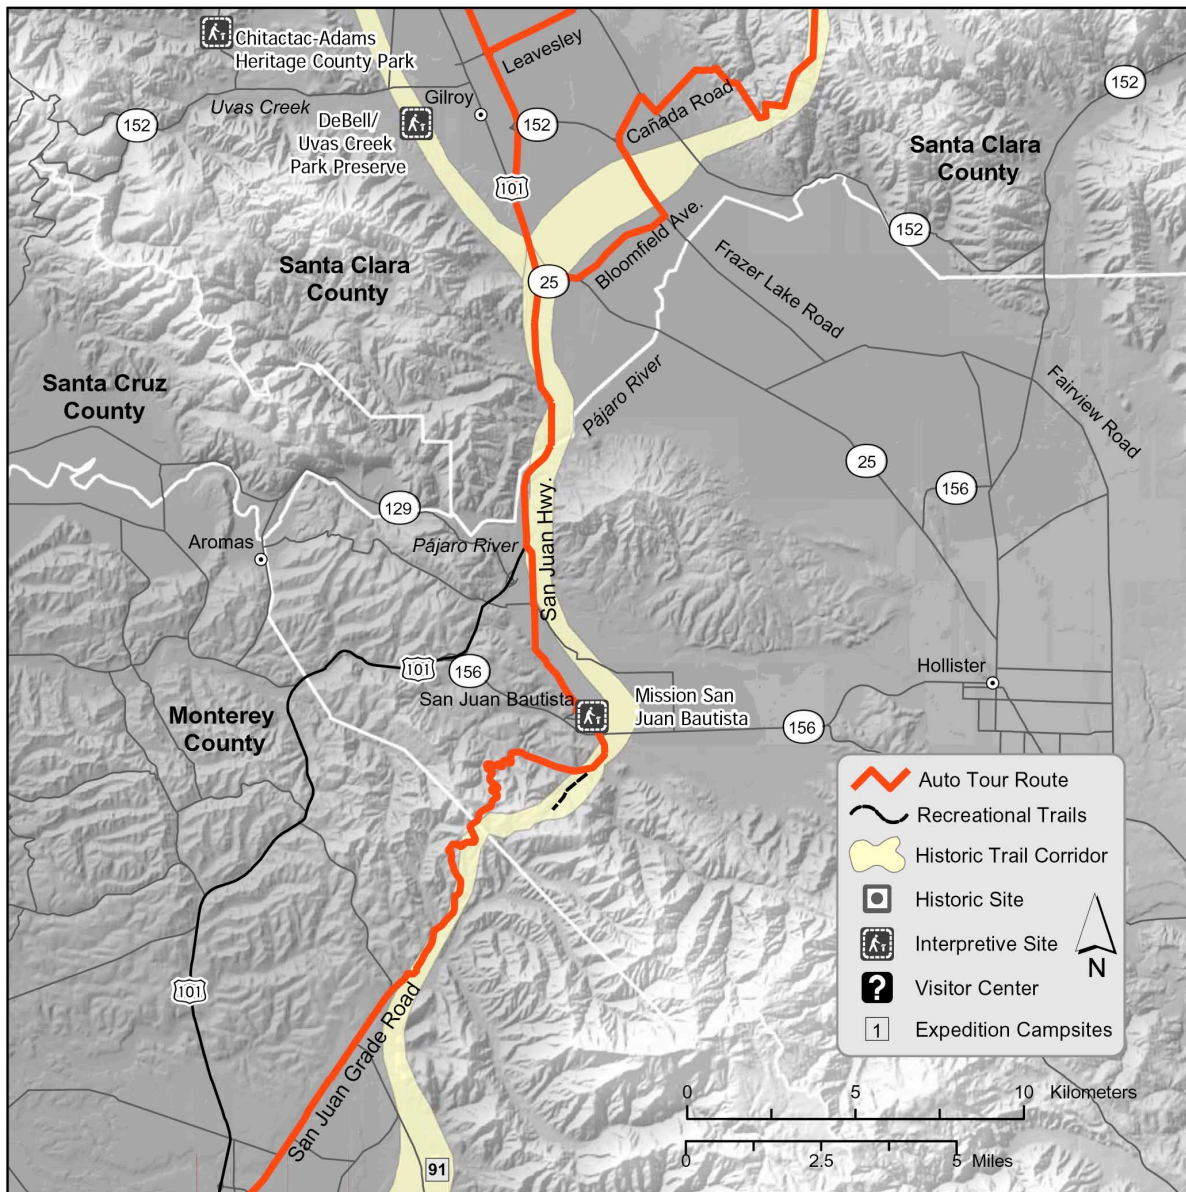 Chitactac-Adams
Heritage County Park
Leavesley
152
Uvas Creek
Gilroy
152
DeBell/
Uvas Creek
Park Preserve
152
Cañada Road
Santa Clara
County
101
152
Bloomfield Ave.
Frazer Lake Road
Santa Clara
County
25
Santa Cruz
County
Pájaro River
Fairview Road
25
156
129
San Juan Hwy.
Aromas
Pájaro River
101
156
San Juan Bautista
Hollister
Mission San
Juan Bautista
156
Monterey
County
Auto Tour Route
Recreational Trails
Historic Trail Corridor
Historic Site
Interpretive Site
N
?
Visitor Center
1
Expedition Campsites
101
San Juan Grade Road
0 5 10 Kilometers
0 2.5 5 Miles
91